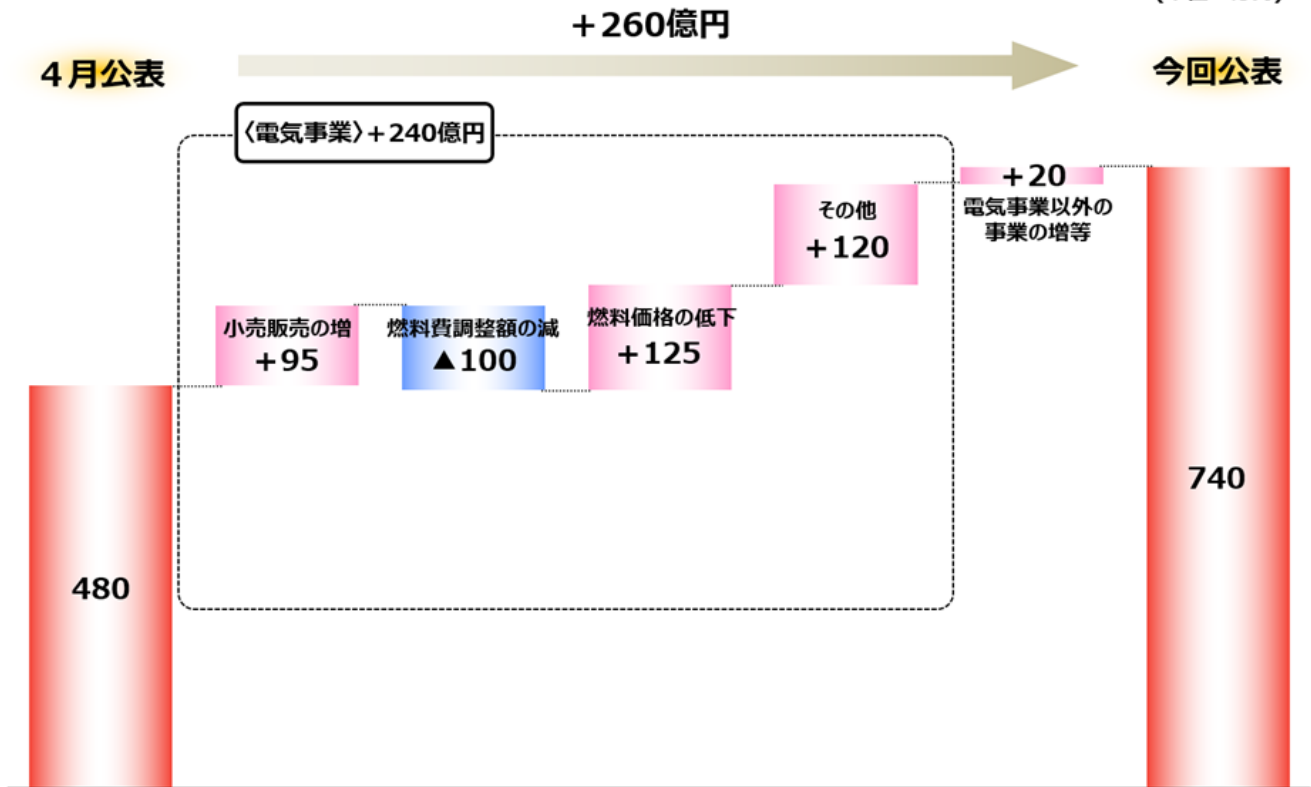 +260億円
4月公表
今回公表
〈電気事業〉+240億円
小売販売の増
+95
燃料費調整額の減
▲100
燃料価格の低下
+125
その他
+120
+20
電気事業以外の
事業の増等
480
740